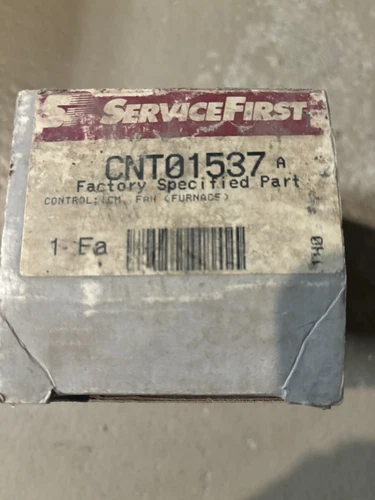 SERVICEFIRST
CNT01537 A
Factory Specified Part
CONTROL; ICM, FAN (FURNACE)
1 Ea